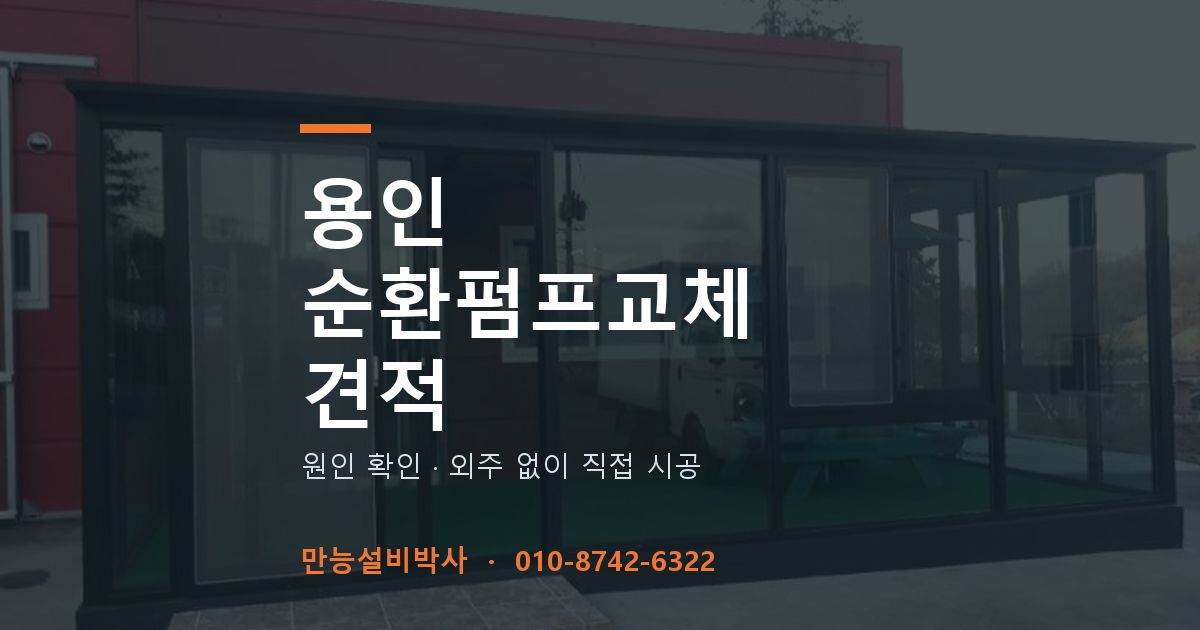 용인
순환펌프교체
견적
원인 확인 · 외주 없이 직접 시공
만능설비박사 · 010-8742-6322